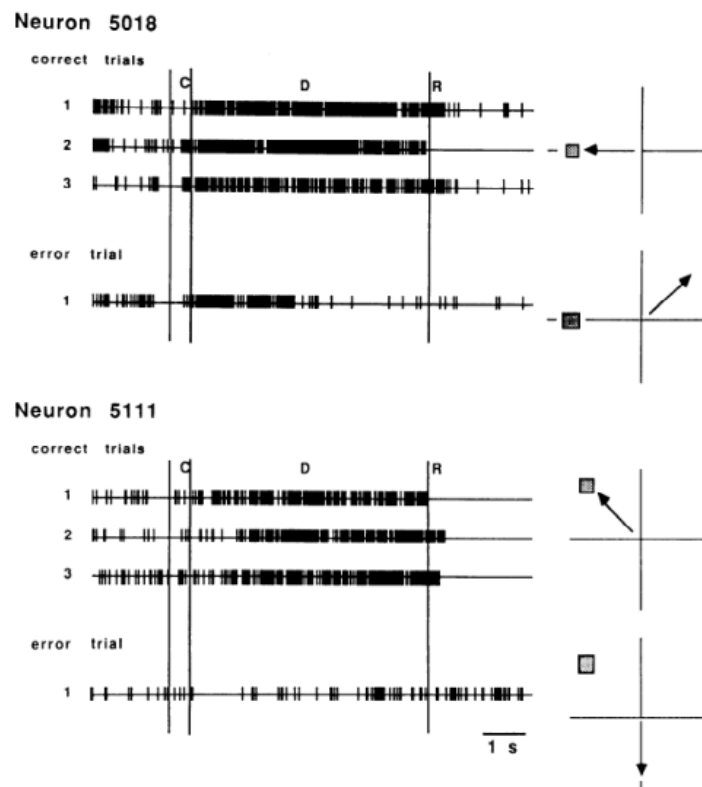 Neuron 5018
correct trials
C D R
1
2
3
error trial
1
Neuron 5111
correct trials
C D R
1
2
3
error trial
1
1 s